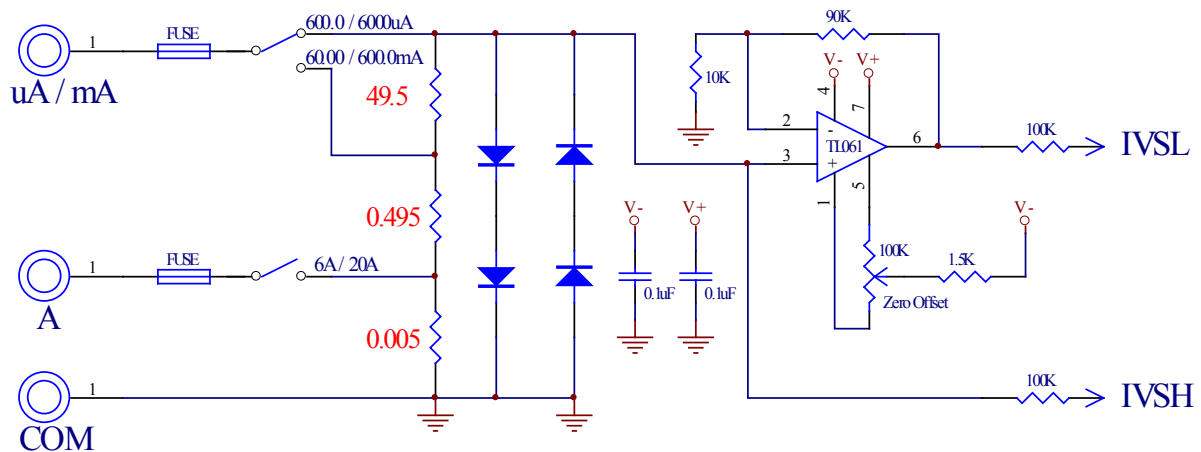 FUSE
600.0 / 6000uA
1
60.00 / 600.0mA
uA / mA
49.5
90K
10K
V-
V+
4
7
2
-
TL061
6
3
+
100K
IVSL
5
1
0.495
V-
V+
V-
FUSE
1
6A / 20A
0.1uF
0.1uF
100K
1.5K
Zero Offset
A
0.005
1
COM
100K
IVSH